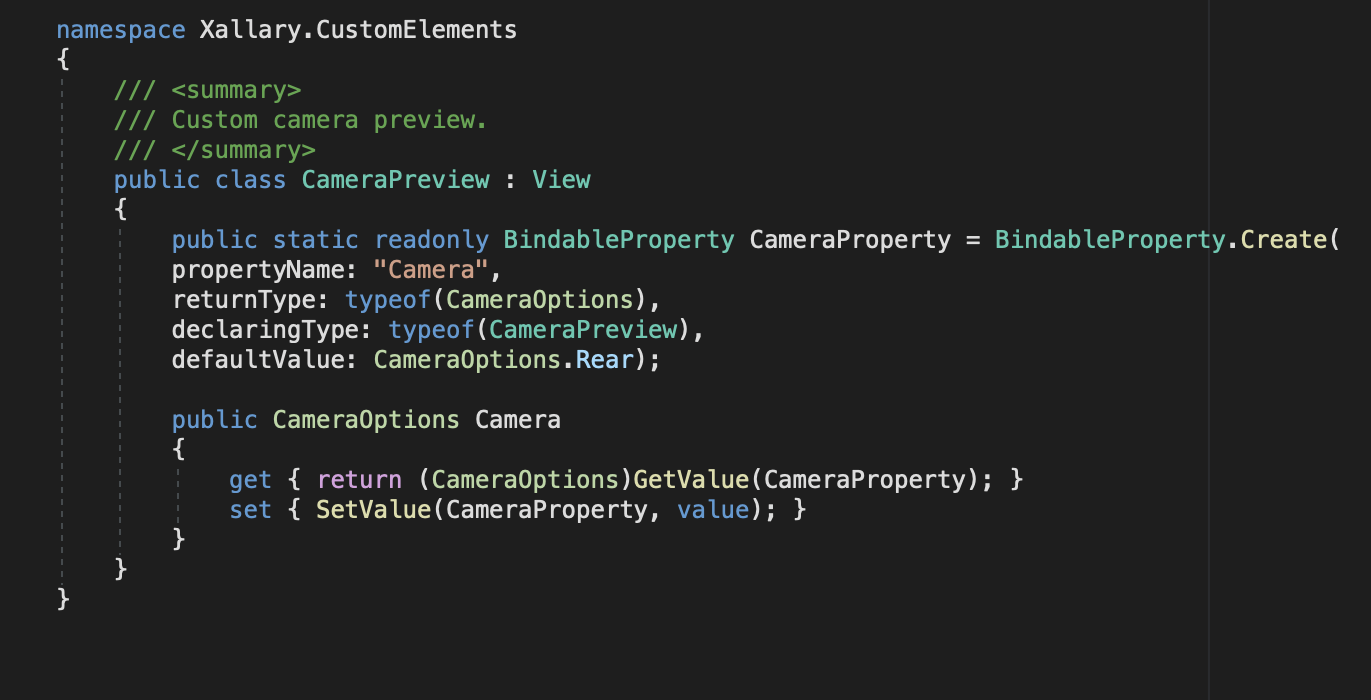 namespace Xallary.CustomElements
{
/// <summary>
/// Custom camera preview.
/// </summary>
public class CameraPreview : View
{
public static readonly BindableProperty CameraProperty = BindableProperty.Create(
propertyName: "Camera",
returnType: typeof(CameraOptions),
declaringType: typeof(CameraPreview),
defaultValue: CameraOptions.Rear);
public CameraOptions Camera
{
get { return (CameraOptions)GetValue(CameraProperty); }
set { SetValue(CameraProperty, value); }
}
}
}